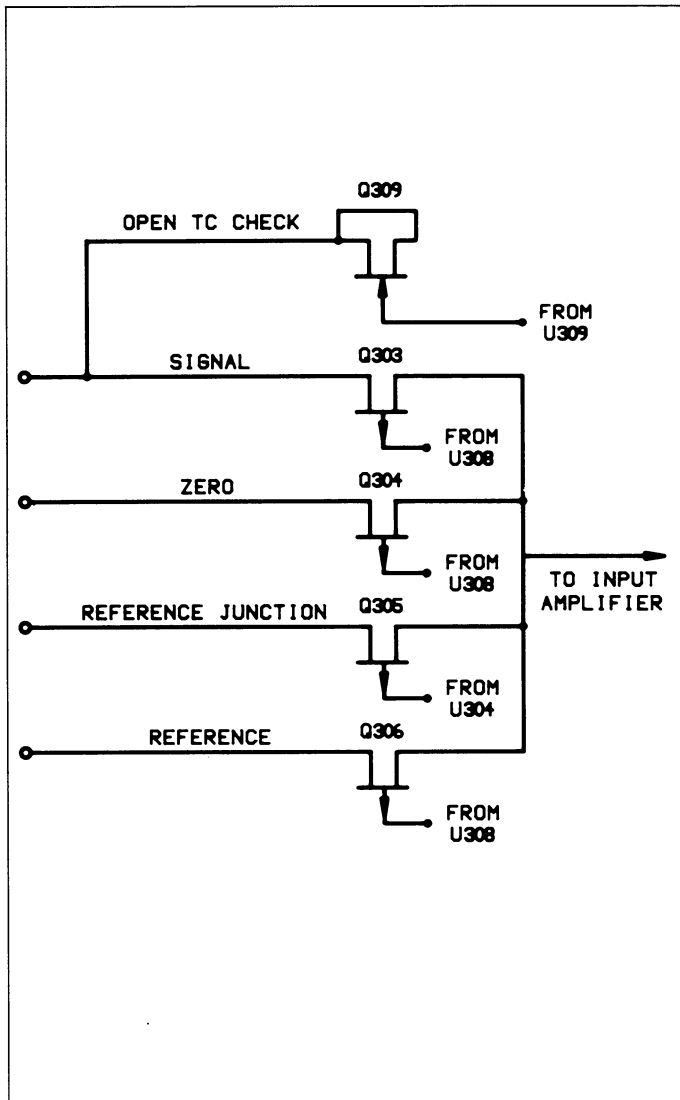 Q309
OPEN TC CHECK
FROM
U309
SIGNAL
Q303
FROM
U308
ZERO
Q304
FROM
U308
TO INPUT
AMPLIFIER
REFERENCE JUNCTION
Q305
FROM
U304
REFERENCE
Q306
FROM
U308